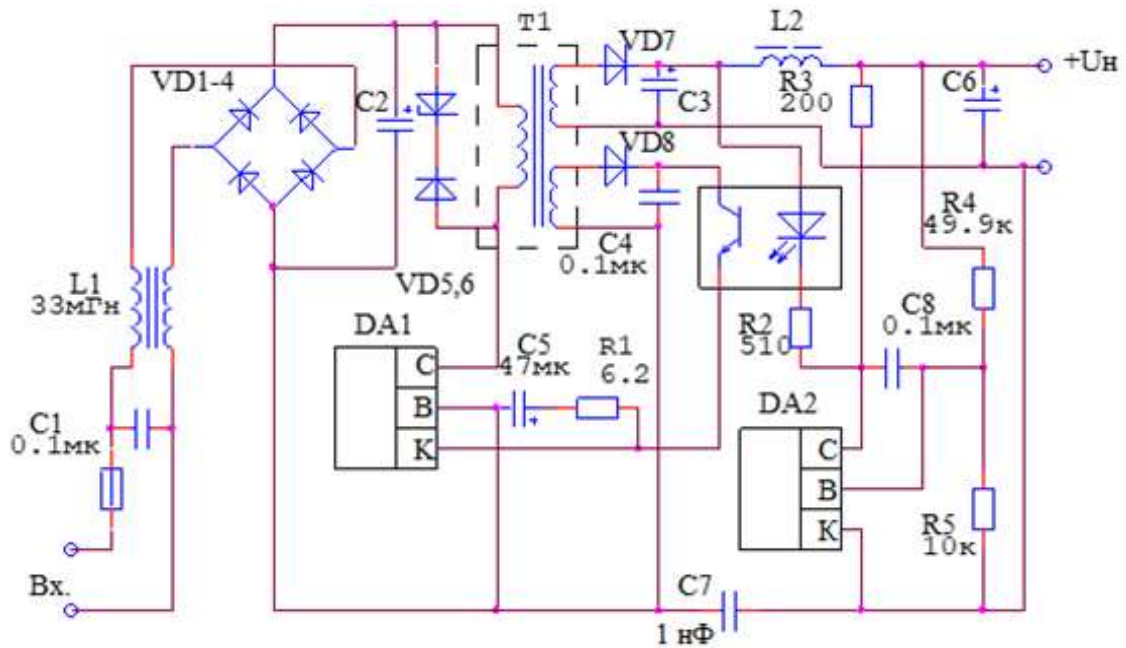 T1
L2
VD7
+Uн
VD1-4
C2
C3
R3
200
C6
VD8
R4
49.9к
C4
0.1мк
VD5,6
L1
33мГн
C8
0.1мк
R2
510
DA1
C
В
К
C5
47мк
R1
6.2
DA2
C
В
К
C1
0.1мк
R5
10к
Вх.
C7
1 нФ